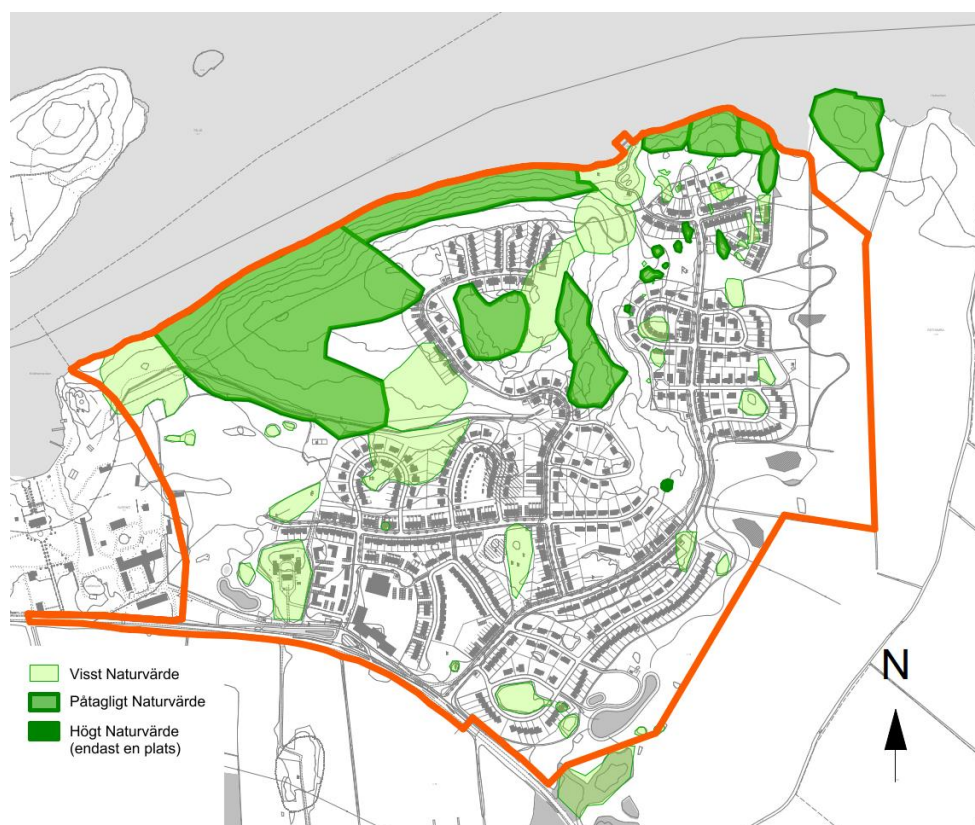 Visst Naturvärde
Påtagligt Naturvärde
Högt Naturvärde
(endast en plats)
N